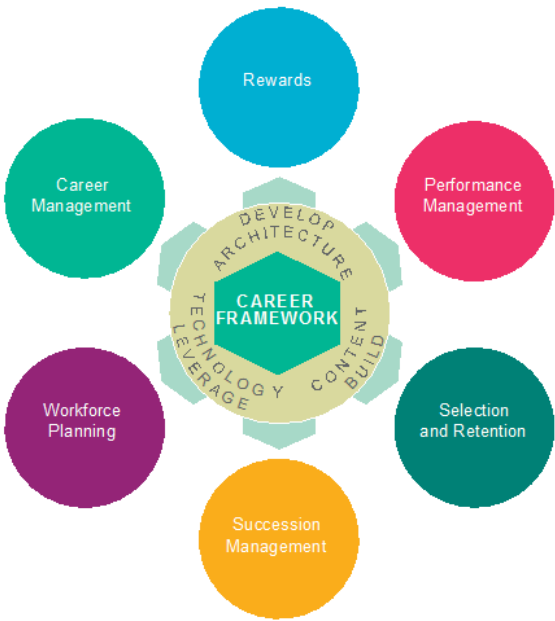 Rewards
Career
Management
Performance
Management
DEVELOP
ARCHITECTURE
CAREER
FRAMEWORK
TECHNOLOGY
LEVERAGE
CONTENT
BUILD
Workforce
Planning
Selection
and Retention
Succession
Management